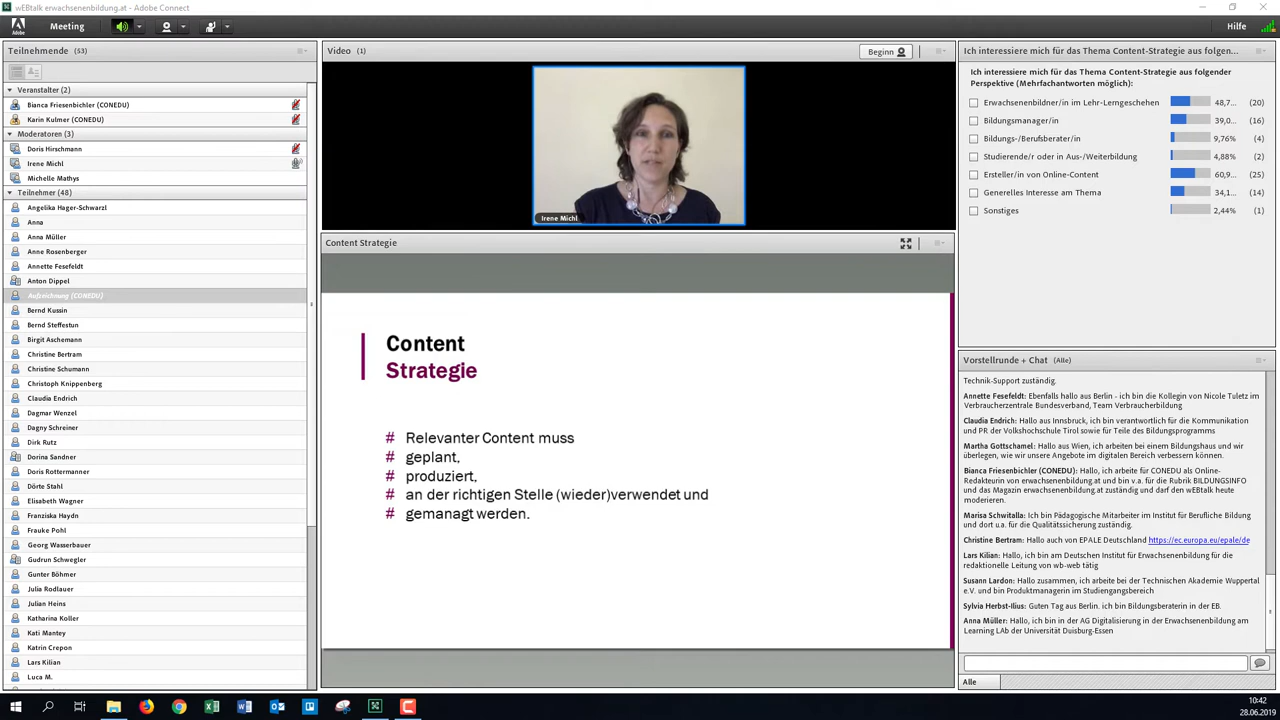 wEBtalk erwachsenenbildung.at - Adobe Connect
Adobe
Meeting
Hilfe
Teilnehmende (53)
Veranstalter (2)
Bianca Friesenbichler (CONEDU)
Karin Kulmer (CONEDU)
Moderatoren (3)
Doris Hirschmann
Irene Michl
Michelle Mathys
Teilnehmer (48)
Angelika Hager-Schwarzl
Anna
Anna Müller
Anne Rosenberger
Annette Fesefeldt
Anton Dippel
Aufzeichnung (CONEDU)
Bernd Kussin
Bernd Steffestun
Birgit Aschemann
Christine Bertram
Christine Schumann
Christoph Knippenberg
Claudia Endrich
Dagmar Wenzel
Dagny Schreiner
Dirk Rutz
Dorina Sandner
Doris Rottermanner
Dörte Stahl
Elisabeth Wagner
Franziska Haydn
Frauke Pohl
Georg Wasserbauer
Gudrun Schwegler
Gunter Böhmer
Julia Rodlauer
Julian Heins
Katharina Koller
Kati Mantey
Katrin Crepon
Lars Kilian
Luca M.
Video (1)
Beginn
Irene Michl
Content Strategie
Content
Strategie
# Relevanter Content muss
# geplant,
# produziert,
# an der richtigen Stelle (wieder)verwendet und
# gemanagt werden.
Ich interessiere mich für das Thema Content-Strategie aus folgen...
Ich interessiere mich für das Thema Content-Strategie aus folgender
Perspektive (Mehrfachantworten möglich):
Erwachsenenbildner/in im Lehr-Lerngeschehen 48,7... (20)
Bildungsmanager/in 39,0... (16)
Bildungs-/Berufsberater/in 9,76% (4)
Studierende/r oder in Aus-/Weiterbildung 4,88% (2)
Ersteller/in von Online-Content 60,9... (25)
Generelles Interesse am Thema 34,1... (14)
Sonstiges 2,44% (1)
Vorstellrunde + Chat (Alle)
Technik-Support zuständig.
Annette Fesefeldt: Ebenfalls hallo aus Berlin - ich bin die Kollegin von Nicole Tuletz im
Verbraucherzentrale Bundesverband, Team Verbraucherbildung
Claudia Endrich: Hallo aus Innsbruck, ich bin verantwortlich für die Kommunikation
und PR der Volkshochschule Tirol sowie für Teile des Bildungsprogramms
Martha Gottschamel: Hallo aus Wien, ich arbeiten bei einem Bildungshaus und wir
überlegen, wie wir unsere Angebote im digitalen Bereich verbessern können.
Bianca Friesenbichler (CONEDU): Hallo, ich arbeite für CONEDU als Online-
Redakteurin von erwachsenenbildung.at und bin v.a. für die Rubrik BILDUNGSINFO
und das Magazin erwachsenenbildung.at zuständig und darf den wEBtalk heute
moderieren.
Marisa Schwitalla: Ich bin Pädagogische Mitarbeiter im Institut für Berufliche Bildung
und dort u.a. für die Qualitätssicherung zuständig.
Christine Bertram: Hallo auch von EPALE Deutschland https://ec.europa.eu/epale/de
Lars Kilian: Hallo, ich bin am Deutschen Institut für Erwachsenenbildung für die
redaktionelle Leitung von wb-web tätig
Susann Lardon: Hallo zusammen, ich arbeite bei der Technischen Akademie Wuppertal
e.V. und bin Produktmanagerin im Studiengangsbereich
Sylvia Herbst-Ilius: Guten Tag aus Berlin. ich bin Bildungsberaterin in der EB.
Anna Müller: Hallo, ich bin in der AG Digitalisierung in der Erwachsenenbildung am
Learning LAb der Universität Duisburg-Essen
Alle
10:42
28.06.2019